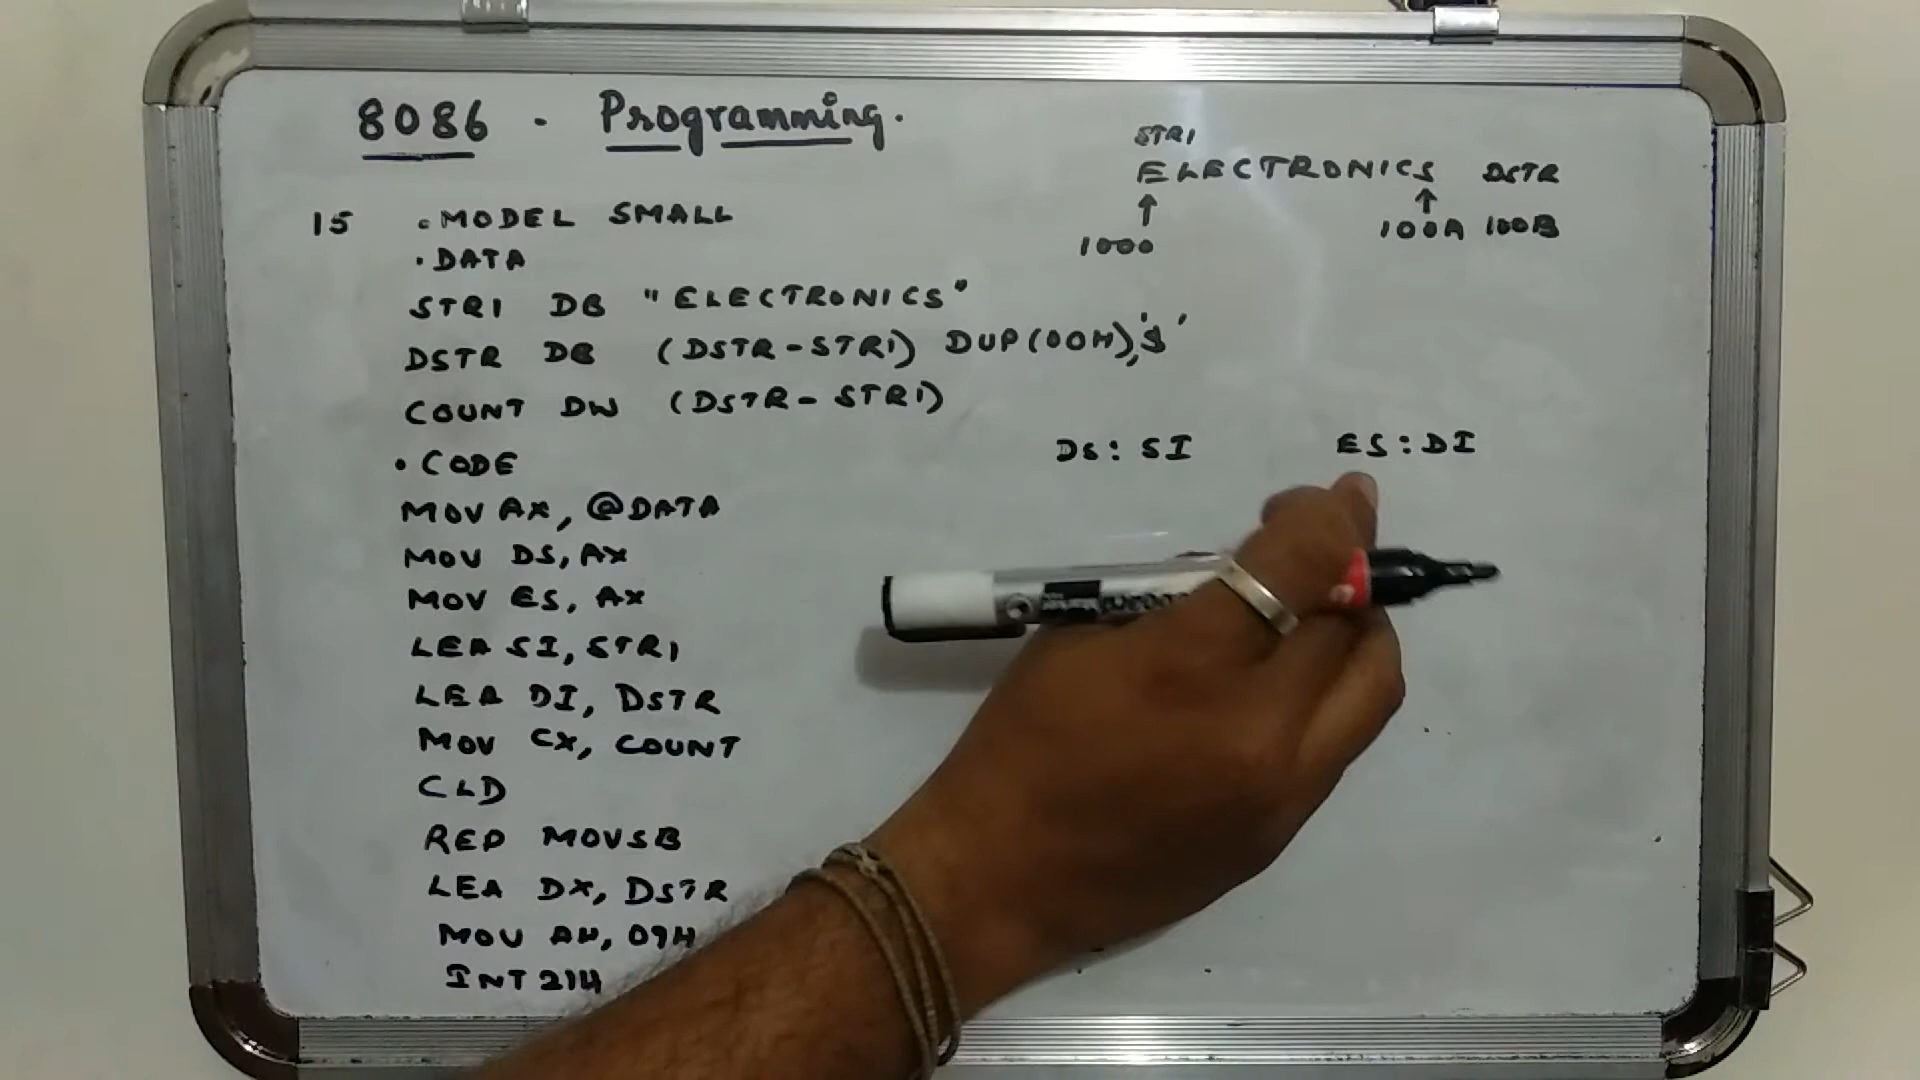 8086 - Programming.
STR1
ELECTRONICS DSTR
1000 100A 100B
15 .MODEL SMALL
.DATA
STR1 DB "ELECTRONICS"
DSTR DB (DSTR-STR1) DUP(00H),'$'
COUNT DW (DSTR-STR1)
.CODE
DS:SI ES:DI
MOV AX, @DATA
MOV DS, AX
MOV ES, AX
LEA SI, STR1
LEA DI, DSTR
MOV CX, COUNT
CLD
REP MOVSB
LEA DX, DSTR
MOV AH, 09H
INT 21H